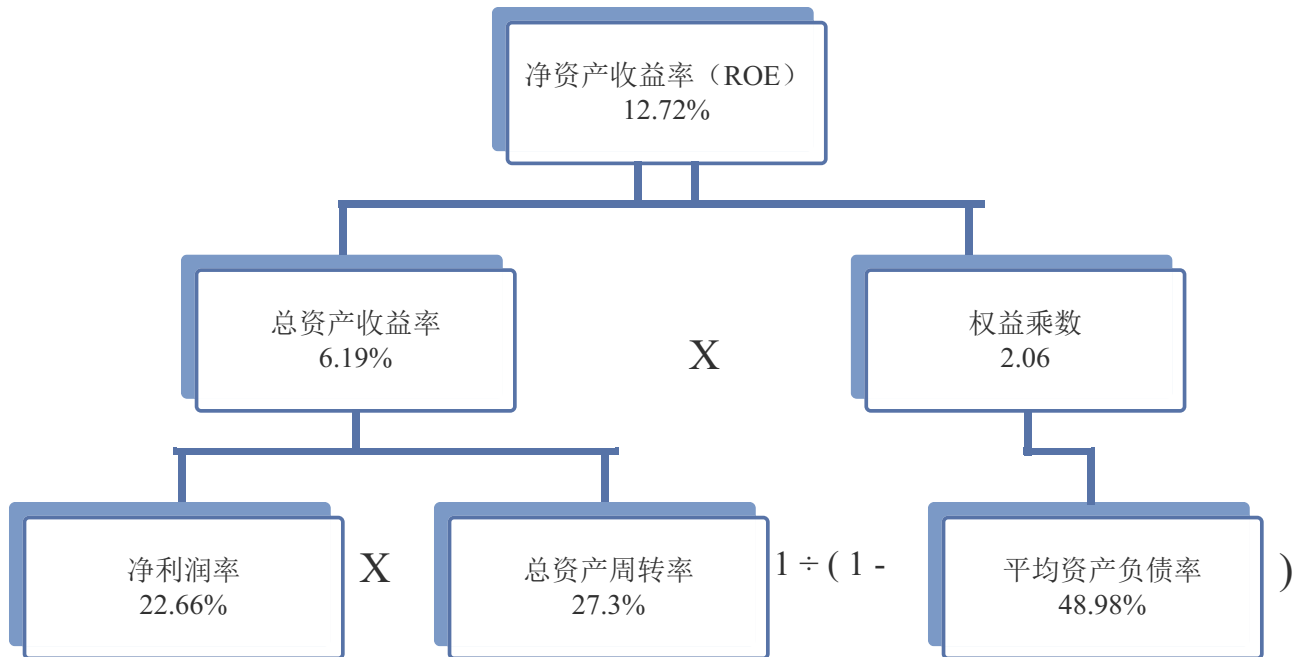 净资产收益率（ROE）
12.72%
总资产收益率
6.19%
X
权益乘数
2.06
净利润率
22.66%
X
总资产周转率
27.3%
1 ÷ ( 1 -
平均资产负债率
48.98%
)